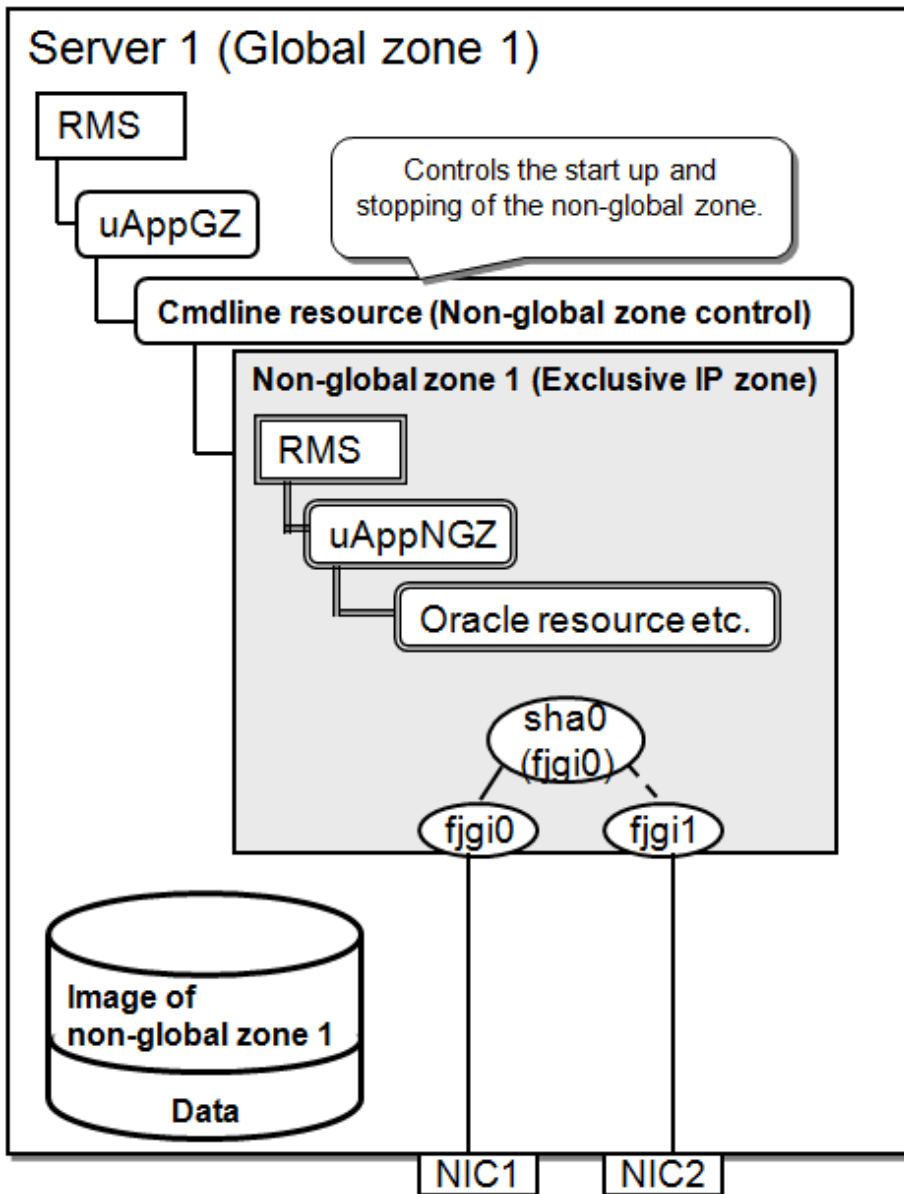 Server 1 (Global zone 1)
RMS
Controls the start up and
stopping of the non-global zone.
uAppGZ
Cmdline resource (Non-global zone control)
Non-global zone 1 (Exclusive IP zone)
RMS
uAppNGZ
Oracle resource etc.
sha0
(fjgi0)
fjgi0
fjgi1
Image of
non-global zone 1
Data
NIC1
NIC2